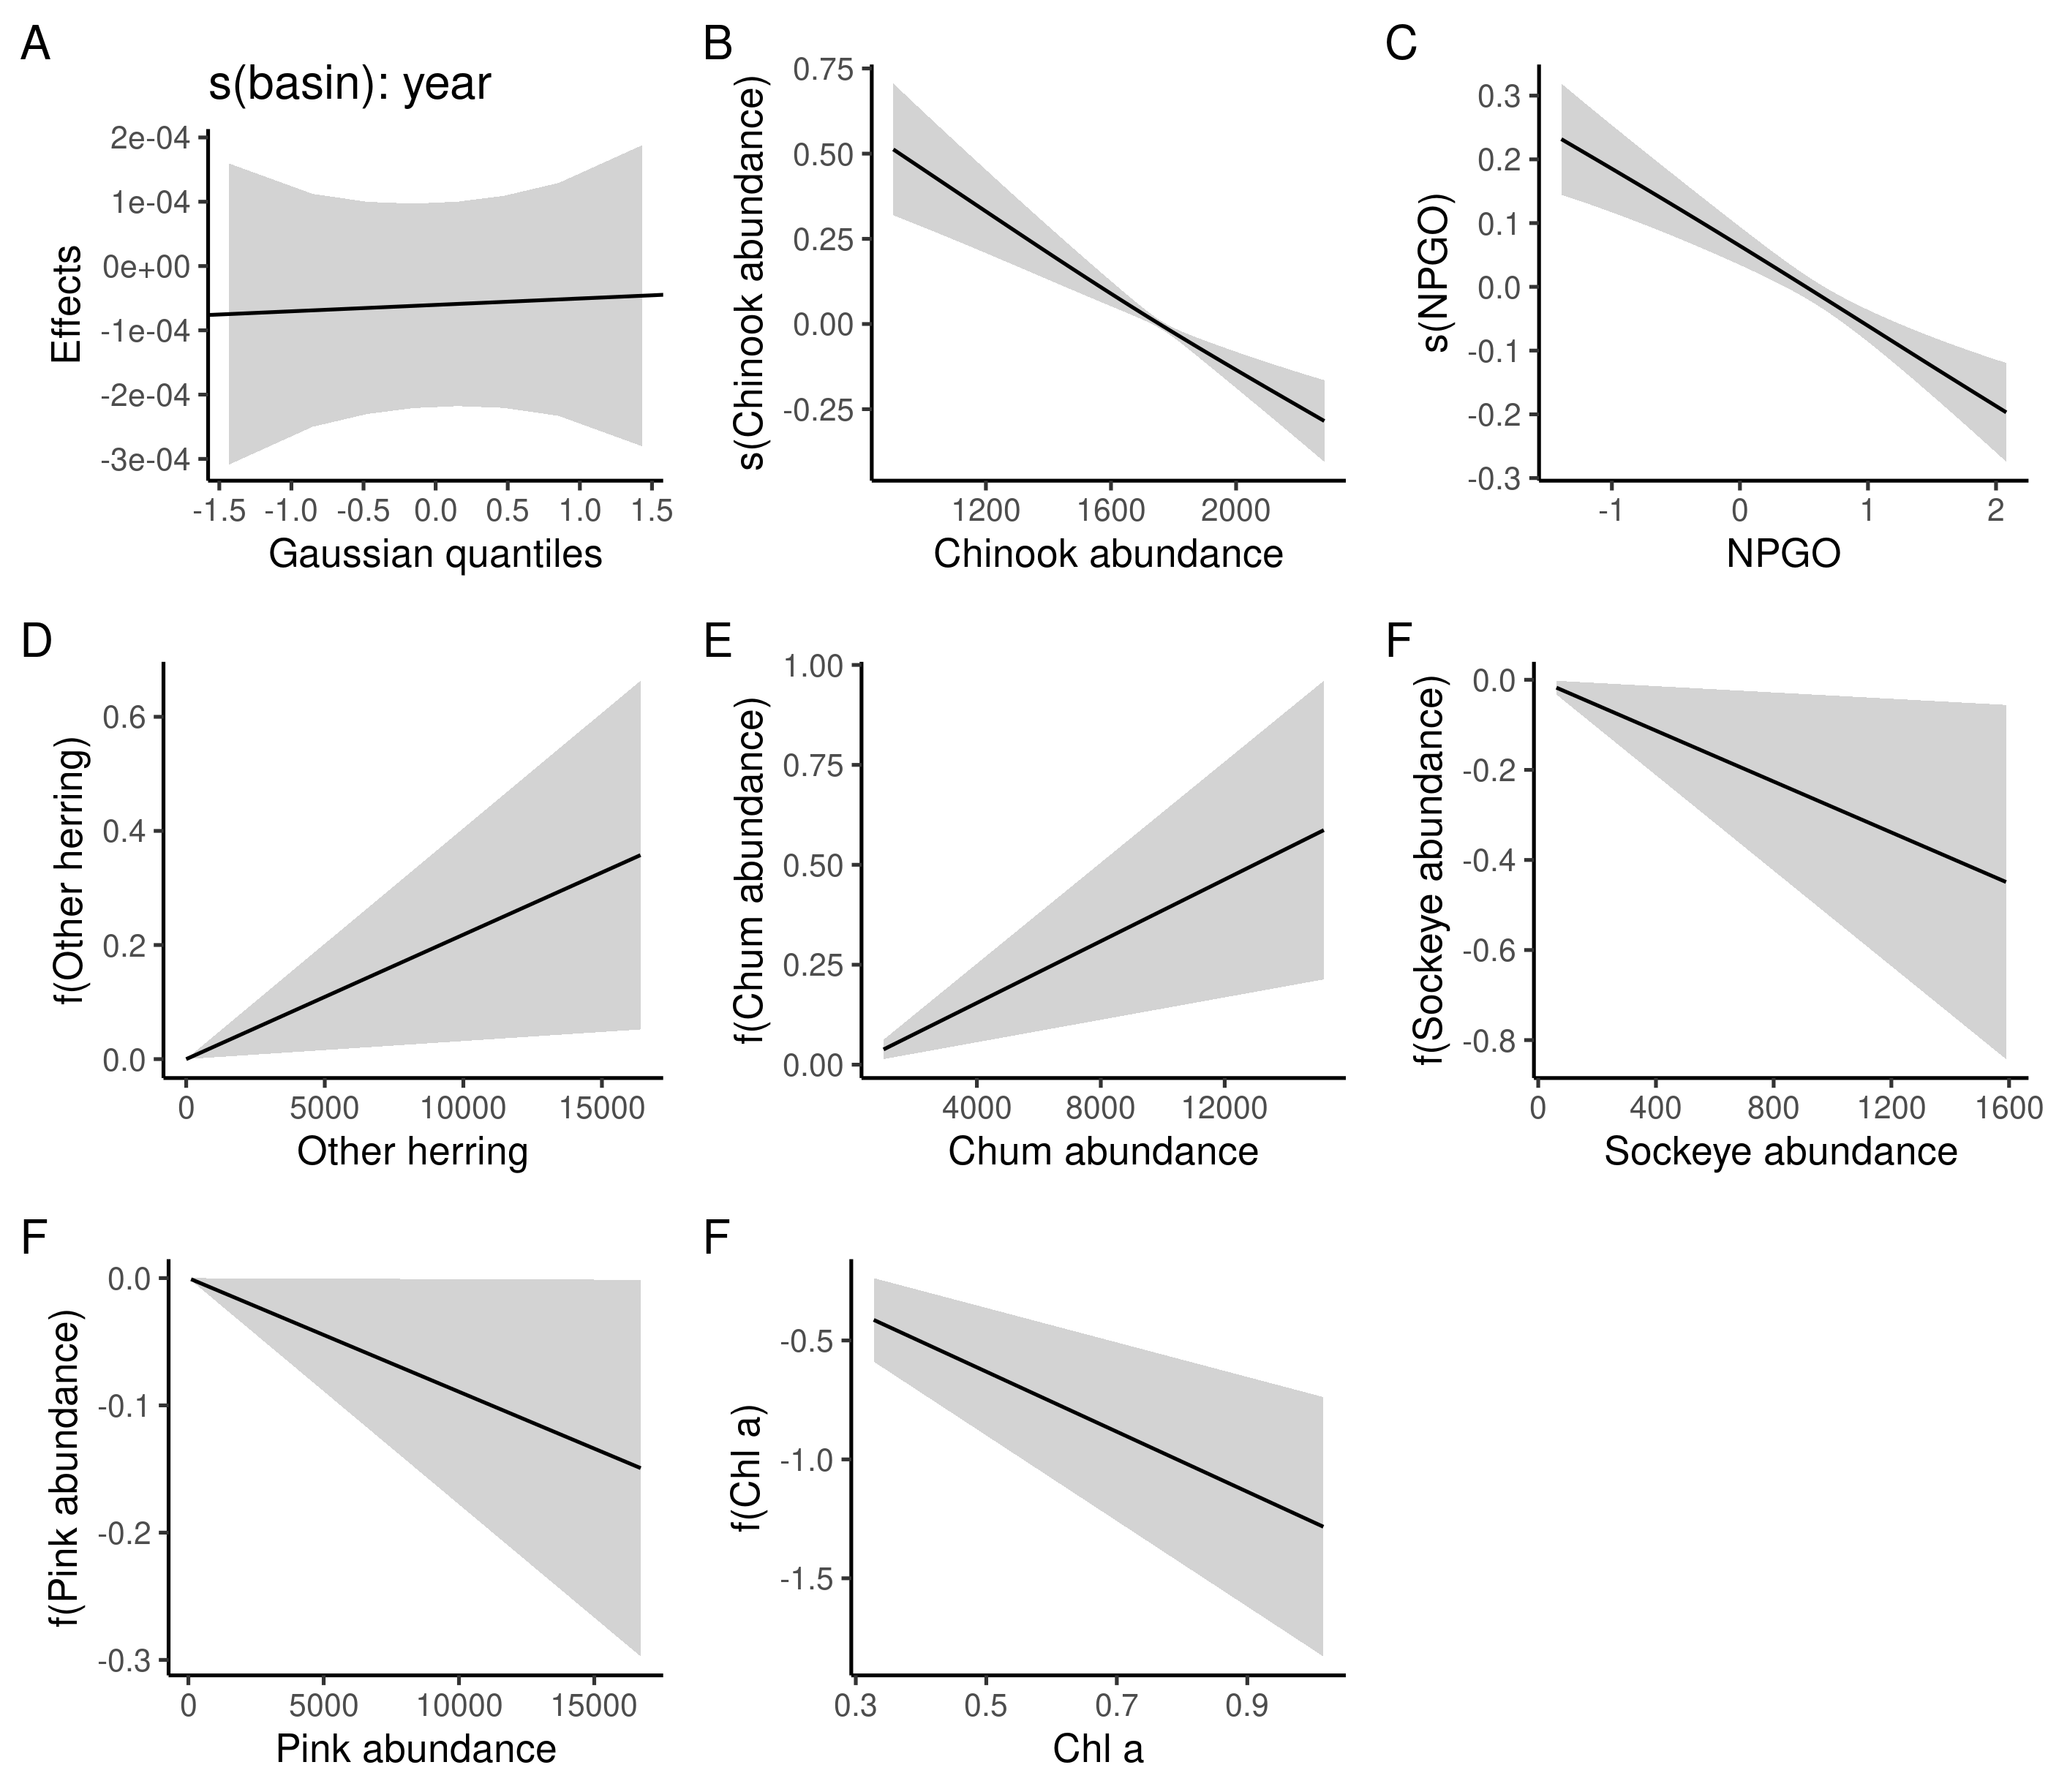 A
s(basin): year
Effects
2e-04
1e-04
0e+00
-1e-04
-2e-04
-3e-04
-1.5 -1.0 -0.5 0.0 0.5 1.0 1.5
Gaussian quantiles
B
s(Chinook abundance)
0.75
0.50
0.25
0.00
-0.25
1200 1600 2000
Chinook abundance
C
s(NPGO)
0.3
0.2
0.1
0.0
-0.1
-0.2
-0.3
-1 0 1 2
NPGO
D
f(Other herring)
0.6
0.4
0.2
0.0
0 5000 10000 15000
Other herring
E
f(Chum abundance)
1.00
0.75
0.50
0.25
0.00
4000 8000 12000
Chum abundance
F
f(Sockeye abundance)
0.0
-0.2
-0.4
-0.6
-0.8
0 400 800 1200 1600
Sockeye abundance
F
f(Pink abundance)
0.0
-0.1
-0.2
-0.3
0 5000 10000 15000
Pink abundance
F
f(Chl a)
-0.5
-1.0
-1.5
0.3 0.5 0.7 0.9
Chl a